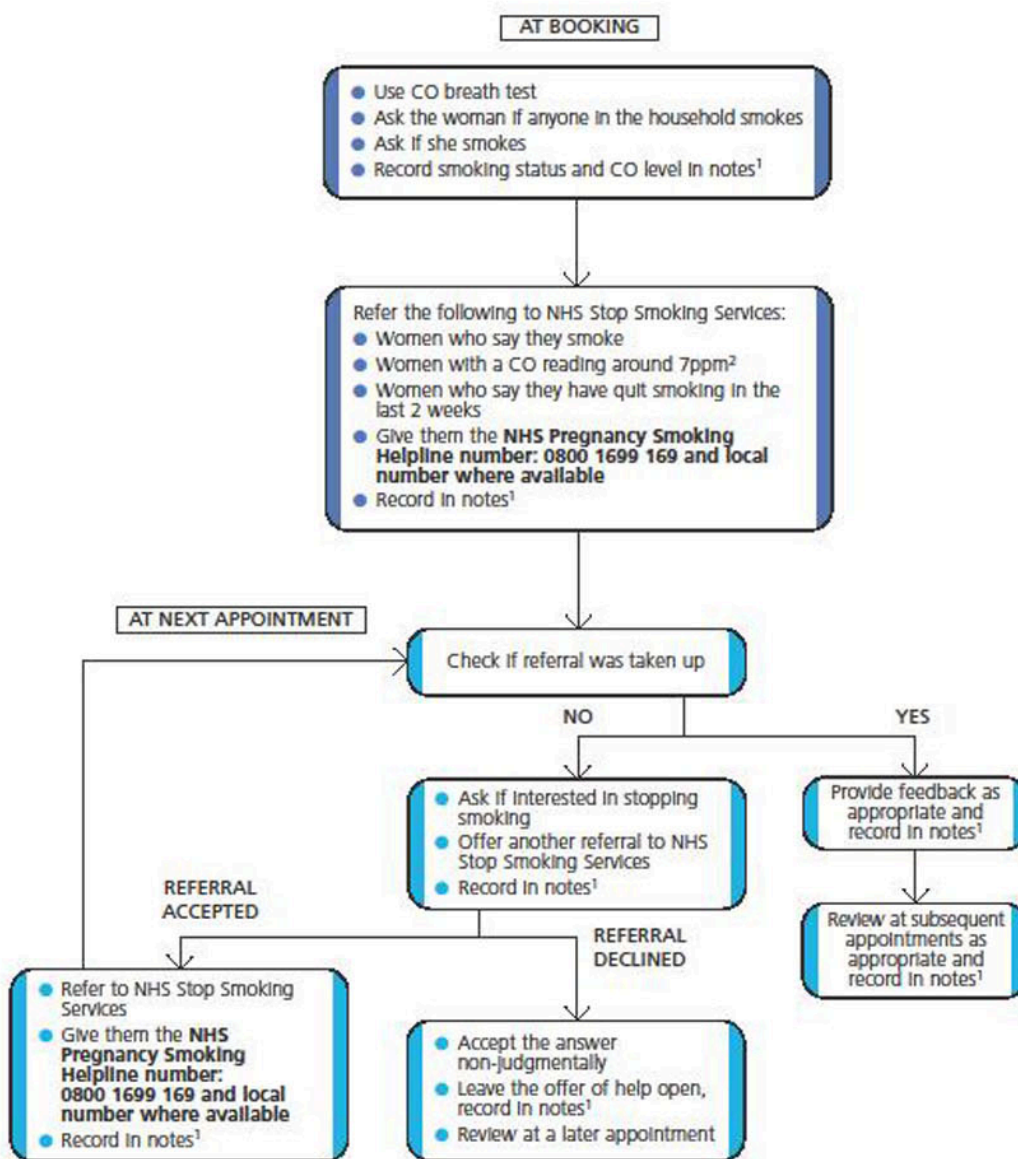 AT BOOKING
● Use CO breath test
● Ask the woman if anyone in the household smokes
● Ask if she smokes
● Record smoking status and CO level in notes¹
Refer the following to NHS Stop Smoking Services:
● Women who say they smoke
● Women with a CO reading around 7ppm²
● Women who say they have quit smoking in the
last 2 weeks
● Give them the NHS Pregnancy Smoking
Helpline number: 0800 1699 169 and local
number where available
● Record in notes¹
AT NEXT APPOINTMENT
Check if referral was taken up
NO
YES
● Ask if interested in stopping
smoking
● Offer another referral to NHS
Stop Smoking Services
● Record in notes¹
Provide feedback as
appropriate and
record in notes¹
Review at subsequent
appointments as
appropriate and
record in notes¹
REFERRAL
ACCEPTED
REFERRAL
DECLINED
● Refer to NHS Stop Smoking
Services
● Give them the NHS
Pregnancy Smoking
Helpline number:
0800 1699 169 and local
number where available
● Record in notes¹
● Accept the answer
non-judgmentally
● Leave the offer of help open,
record in notes¹
● Review at a later appointment